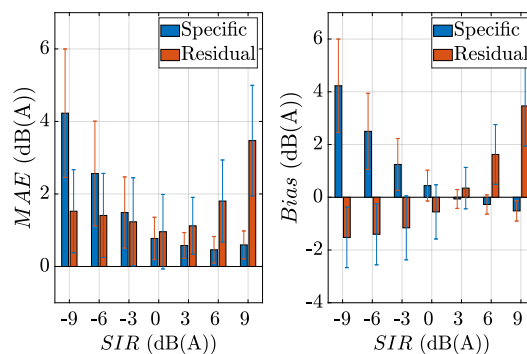 Specific
Residual
6
4
2
0
MAE (dB(A))
-9 -6 -3 0 3 6 9
SIR (dB(A))
Specific
Residual
6
4
2
0
-2
-4
Bias (dB(A))
-9 -6 -3 0 3 6 9
SIR (dB(A))